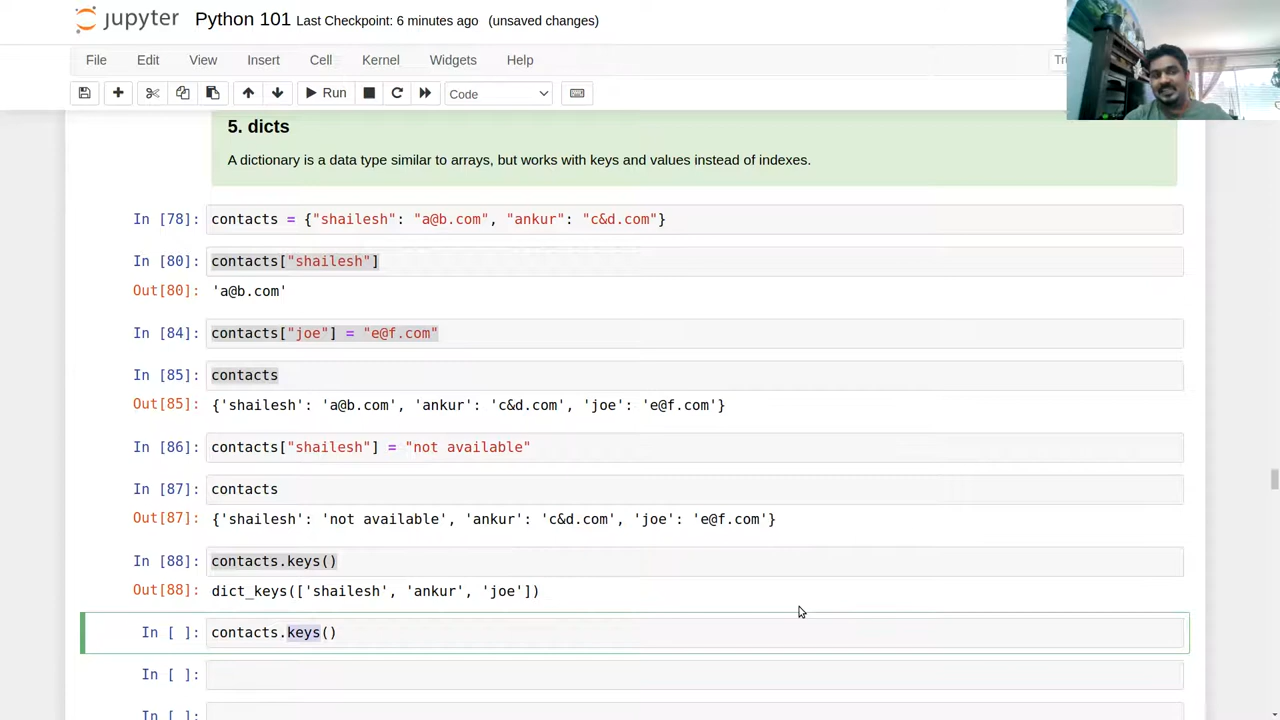 jupyter Python 101 Last Checkpoint: 6 minutes ago (unsaved changes)
File Edit View Insert Cell Kernel Widgets Help
Run Code
5. dicts
A dictionary is a data type similar to arrays, but works with keys and values instead of indexes.
In [78]: contacts = {"shailesh": "a@b.com", "ankur": "c&d.com"}
In [80]: contacts["shailesh"]
Out[80]: 'a@b.com'
In [84]: contacts["joe"] = "e@f.com"
In [85]: contacts
Out[85]: {'shailesh': 'a@b.com', 'ankur': 'c&d.com', 'joe': 'e@f.com'}
In [86]: contacts["shailesh"] = "not available"
In [87]: contacts
Out[87]: {'shailesh': 'not available', 'ankur': 'c&d.com', 'joe': 'e@f.com'}
In [88]: contacts.keys()
Out[88]: dict_keys(['shailesh', 'ankur', 'joe'])
In [ ]: contacts.keys()
In [ ]:
In [ ]: